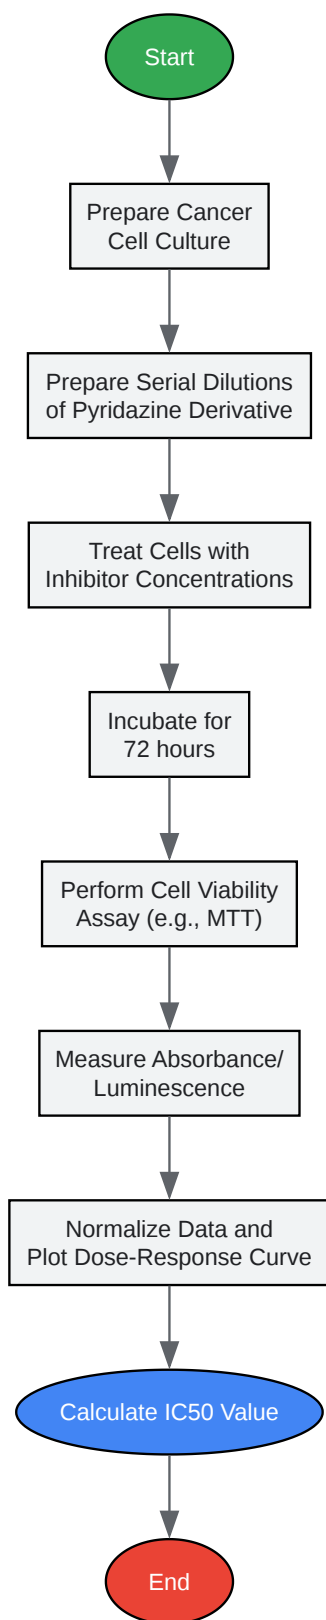 Start
Prepare Cancer
Cell Culture
Prepare Serial Dilutions
of Pyridazine Derivative
Treat Cells with
Inhibitor Concentrations
Incubate for
72 hours
Perform Cell Viability
Assay (e.g., MTT)
Measure Absorbance/
Luminescence
Normalize Data and
Plot Dose-Response Curve
Calculate IC50 Value
End